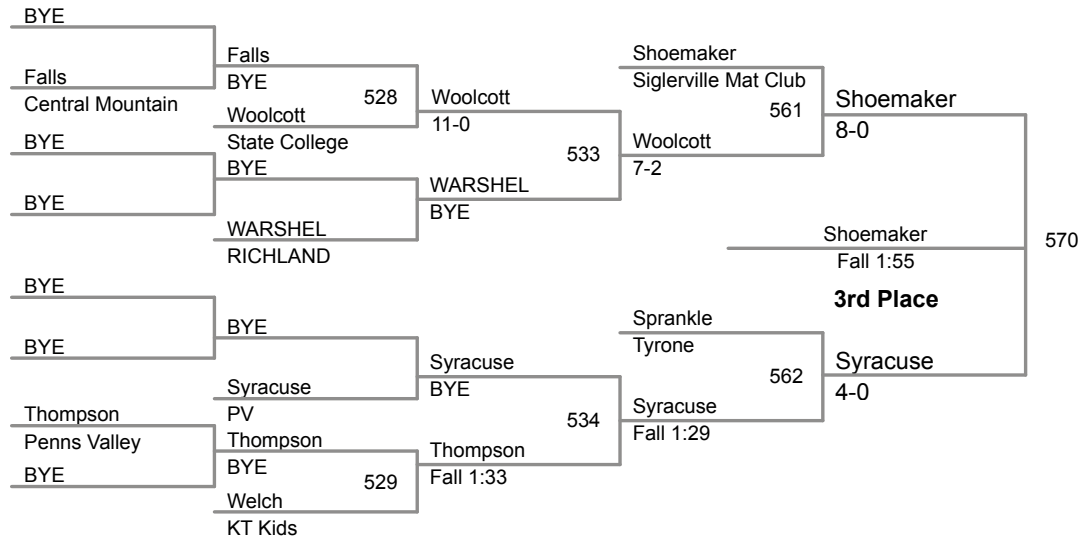 BYE
Falls
Central Mountain
BYE
BYE
BYE
BYE
Thompson
Penns Valley
BYE
Falls
BYE
528
Woolcott
State College
BYE
WARSHEL
RICHLAND
BYE
Syracuse
PV
Thompson
BYE
529
Welch
KT Kids
Woolcott
11-0
533
WARSHEL
BYE
Syracuse
BYE
534
Thompson
Fall 1:33
Shoemaker
Siglerville Mat Club
561
Woolcott
7-2
Sprankle
Tyrone
562
Syracuse
Fall 1:29
Shoemaker
8-0
570
Syracuse
4-0
Shoemaker
Fall 1:55
3rd Place